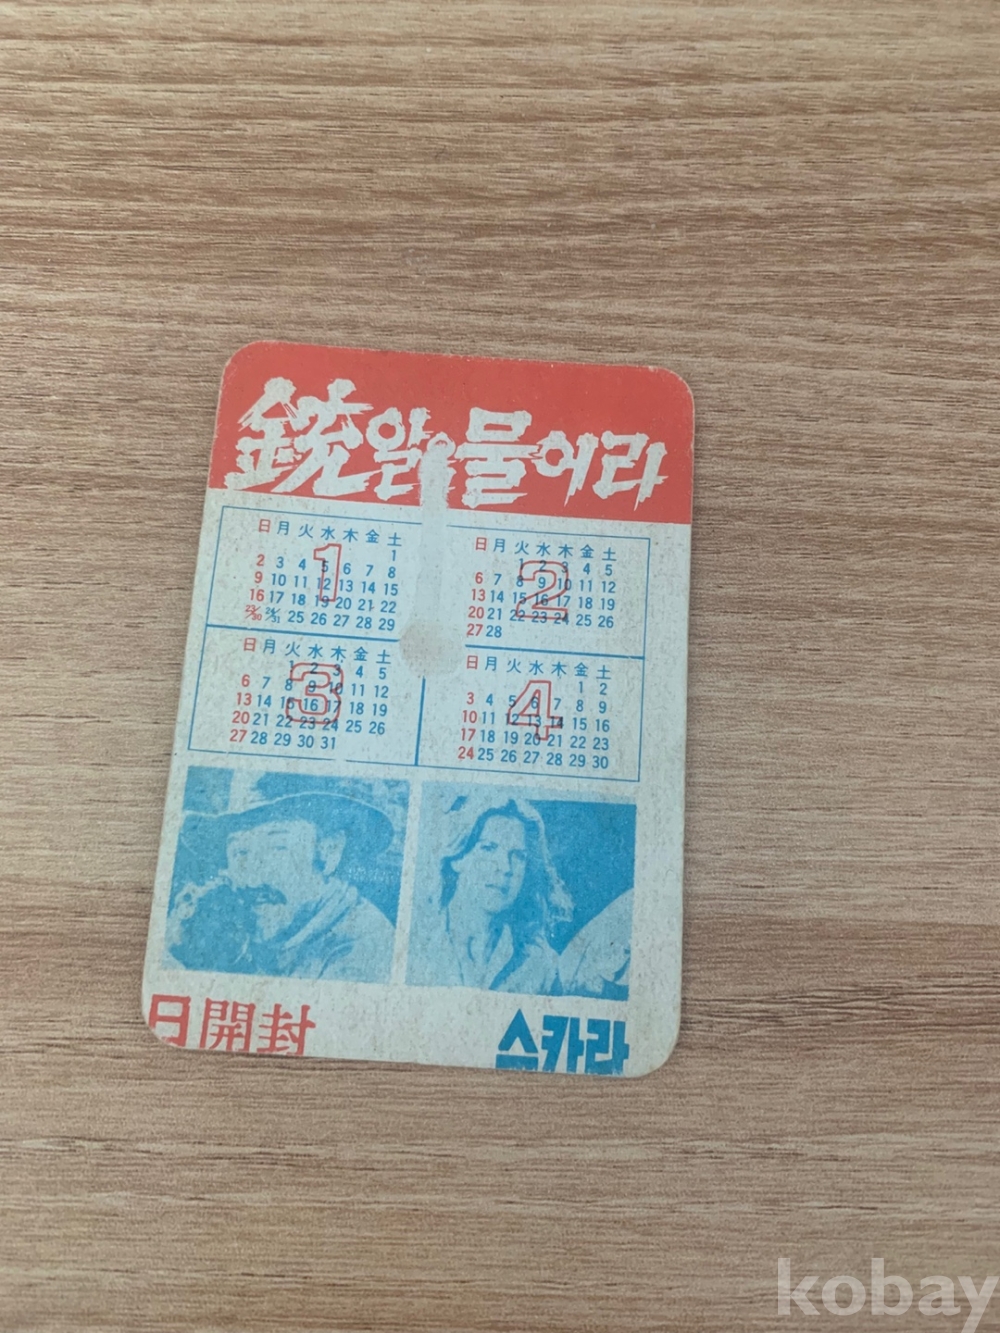 銃알을 물어라
日 月 火 水 木 金 土
1
1
2 3 4 5 6 7 8
9 10 11 12 13 14 15
16 17 18 19 20 21 22
23/30 24/31 25 26 27 28 29
日 月 火 水 木 金 土
2
1 2 3 4 5
6 7 8 9 10 11 12
13 14 15 16 17 18 19
20 21 22 23 24 25 26
27 28
日 月 火 水 木 金 土
3
1 2 3 4 5
6 7 8 9 10 11 12
13 14 15 16 17 18 19
20 21 22 23 24 25 26
27 28 29 30 31
日 月 火 水 木 金 土
4
1 2
3 4 5 6 7 8 9
10 11 12 13 14 15 16
17 18 19 20 21 22 23
24 25 26 27 28 29 30
日開封 스카라
kobay